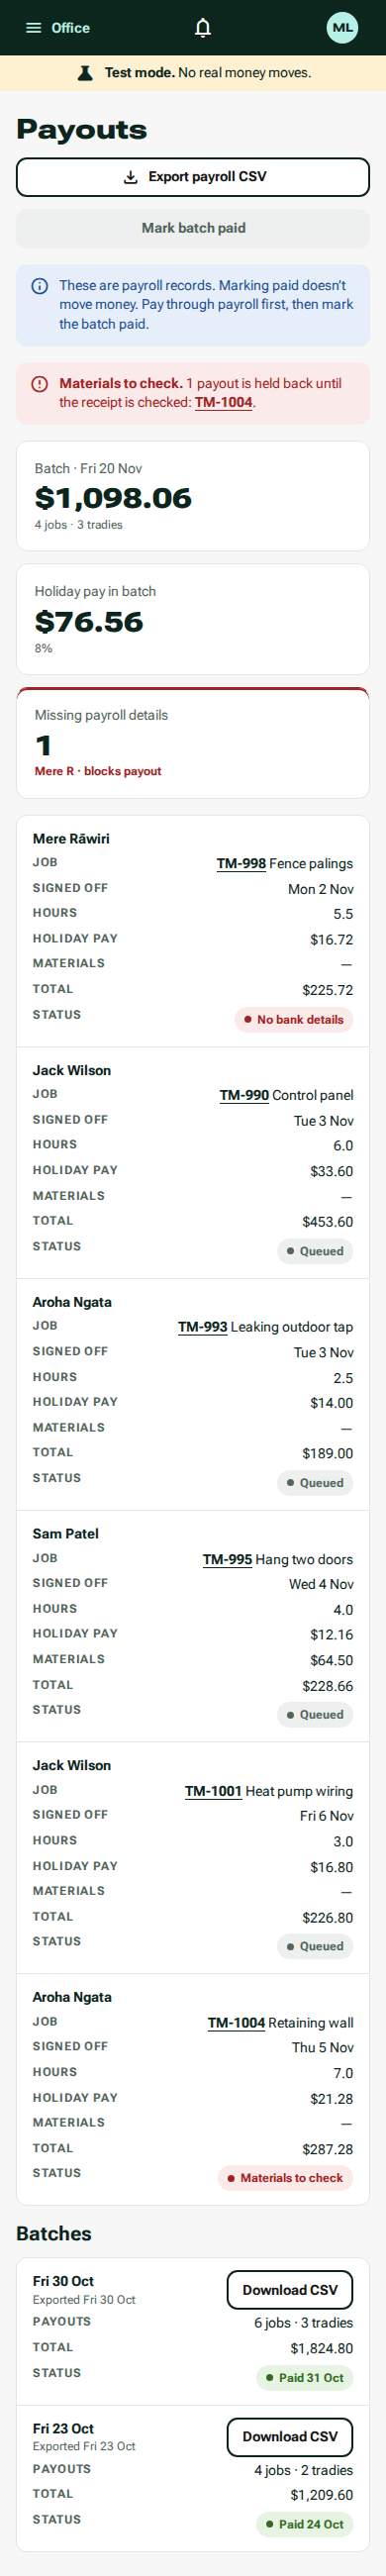 Office
ML
Test mode. No real money moves.
Payouts
Export payroll CSV
Mark batch paid
These are payroll records. Marking paid doesn't
move money. Pay through payroll first, then mark
the batch paid.
Materials to check. 1 payout is held back until
the receipt is checked: TM-1004.
Batch · Fri 20 Nov
$1,098.06
4 jobs · 3 tradies
Holiday pay in batch
$76.56
8%
Missing payroll details
1
Mere R · blocks payout
Mere Rāwiri
JOB TM-998 Fence palings
SIGNED OFF Mon 2 Nov
HOURS 5.5
HOLIDAY PAY $16.72
MATERIALS —
TOTAL $225.72
STATUS No bank details
Jack Wilson
JOB TM-990 Control panel
SIGNED OFF Tue 3 Nov
HOURS 6.0
HOLIDAY PAY $33.60
MATERIALS —
TOTAL $453.60
STATUS Queued
Aroha Ngata
JOB TM-993 Leaking outdoor tap
SIGNED OFF Tue 3 Nov
HOURS 2.5
HOLIDAY PAY $14.00
MATERIALS —
TOTAL $189.00
STATUS Queued
Sam Patel
JOB TM-995 Hang two doors
SIGNED OFF Wed 4 Nov
HOURS 4.0
HOLIDAY PAY $12.16
MATERIALS $64.50
TOTAL $228.66
STATUS Queued
Jack Wilson
JOB TM-1001 Heat pump wiring
SIGNED OFF Fri 6 Nov
HOURS 3.0
HOLIDAY PAY $16.80
MATERIALS —
TOTAL $226.80
STATUS Queued
Aroha Ngata
JOB TM-1004 Retaining wall
SIGNED OFF Thu 5 Nov
HOURS 7.0
HOLIDAY PAY $21.28
MATERIALS —
TOTAL $287.28
STATUS Materials to check
Batches
Fri 30 Oct Download CSV
Exported Fri 30 Oct
PAYOUTS 6 jobs · 3 tradies
TOTAL $1,824.80
STATUS Paid 31 Oct
Fri 23 Oct Download CSV
Exported Fri 23 Oct
PAYOUTS 4 jobs · 2 tradies
TOTAL $1,209.60
STATUS Paid 24 Oct